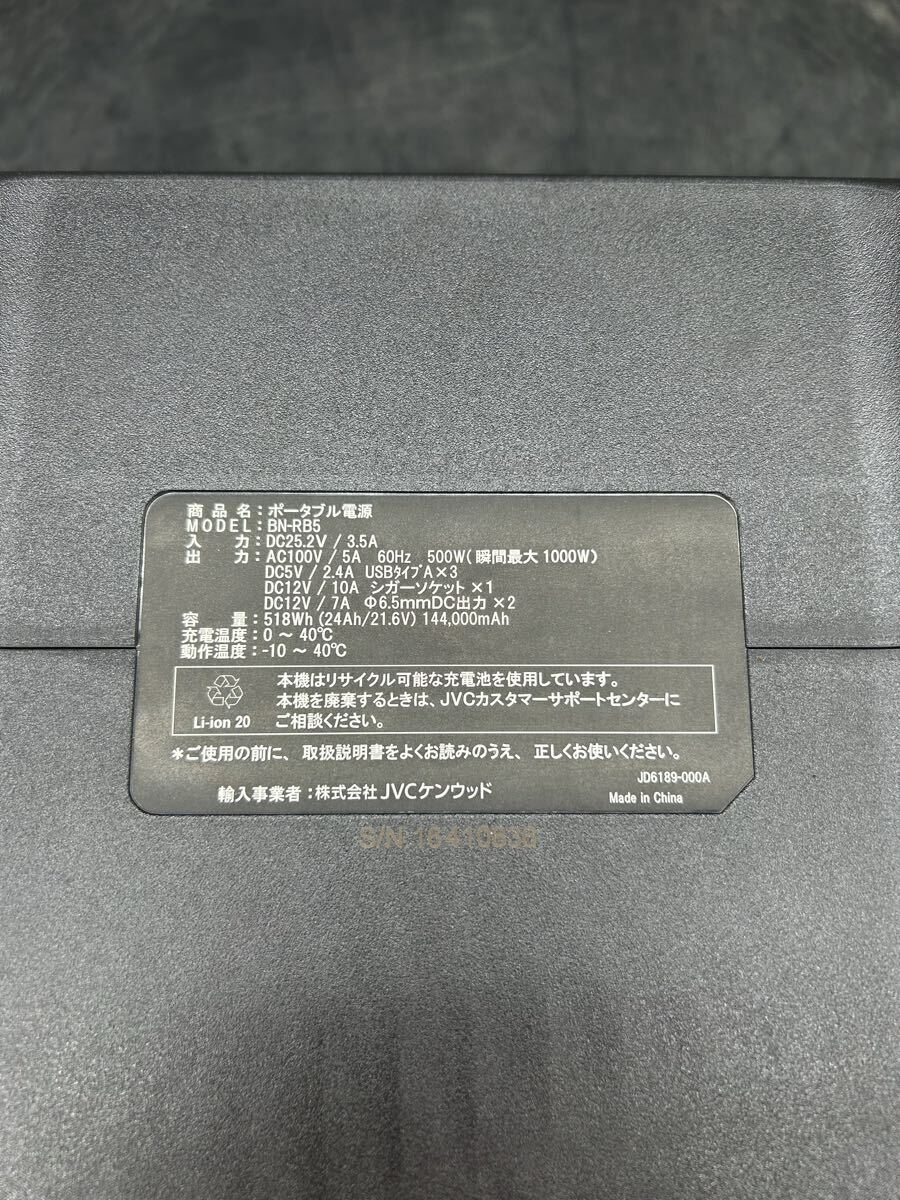 商品名：ポータブル電源
MODEL：BN-RB5
入力：DC25.2V / 3.5A
出力：AC100V / 5A 60Hz 500W(瞬間最大1000W)
DC5V / 2.4A USBﾀｲﾌﾟA×3
DC12V / 10A シガーソケット ×1
DC12V / 7A Φ6.5mmDC出力 ×2
容量：518Wh (24Ah/21.6V) 144,000mAh
充電温度：0 ～ 40℃
動作温度：-10 ～ 40℃
本機はリサイクル可能な充電池を使用しています。
本機を廃棄するときは、JVCカスタマーサポートセンターに
ご相談ください。
Li-ion 20
＊ご使用の前に、取扱説明書をよくお読みのうえ、正しくお使いください。
JD6189-000A
輸入事業者：株式会社 JVCケンウッド
Made in China
S/N 16410636